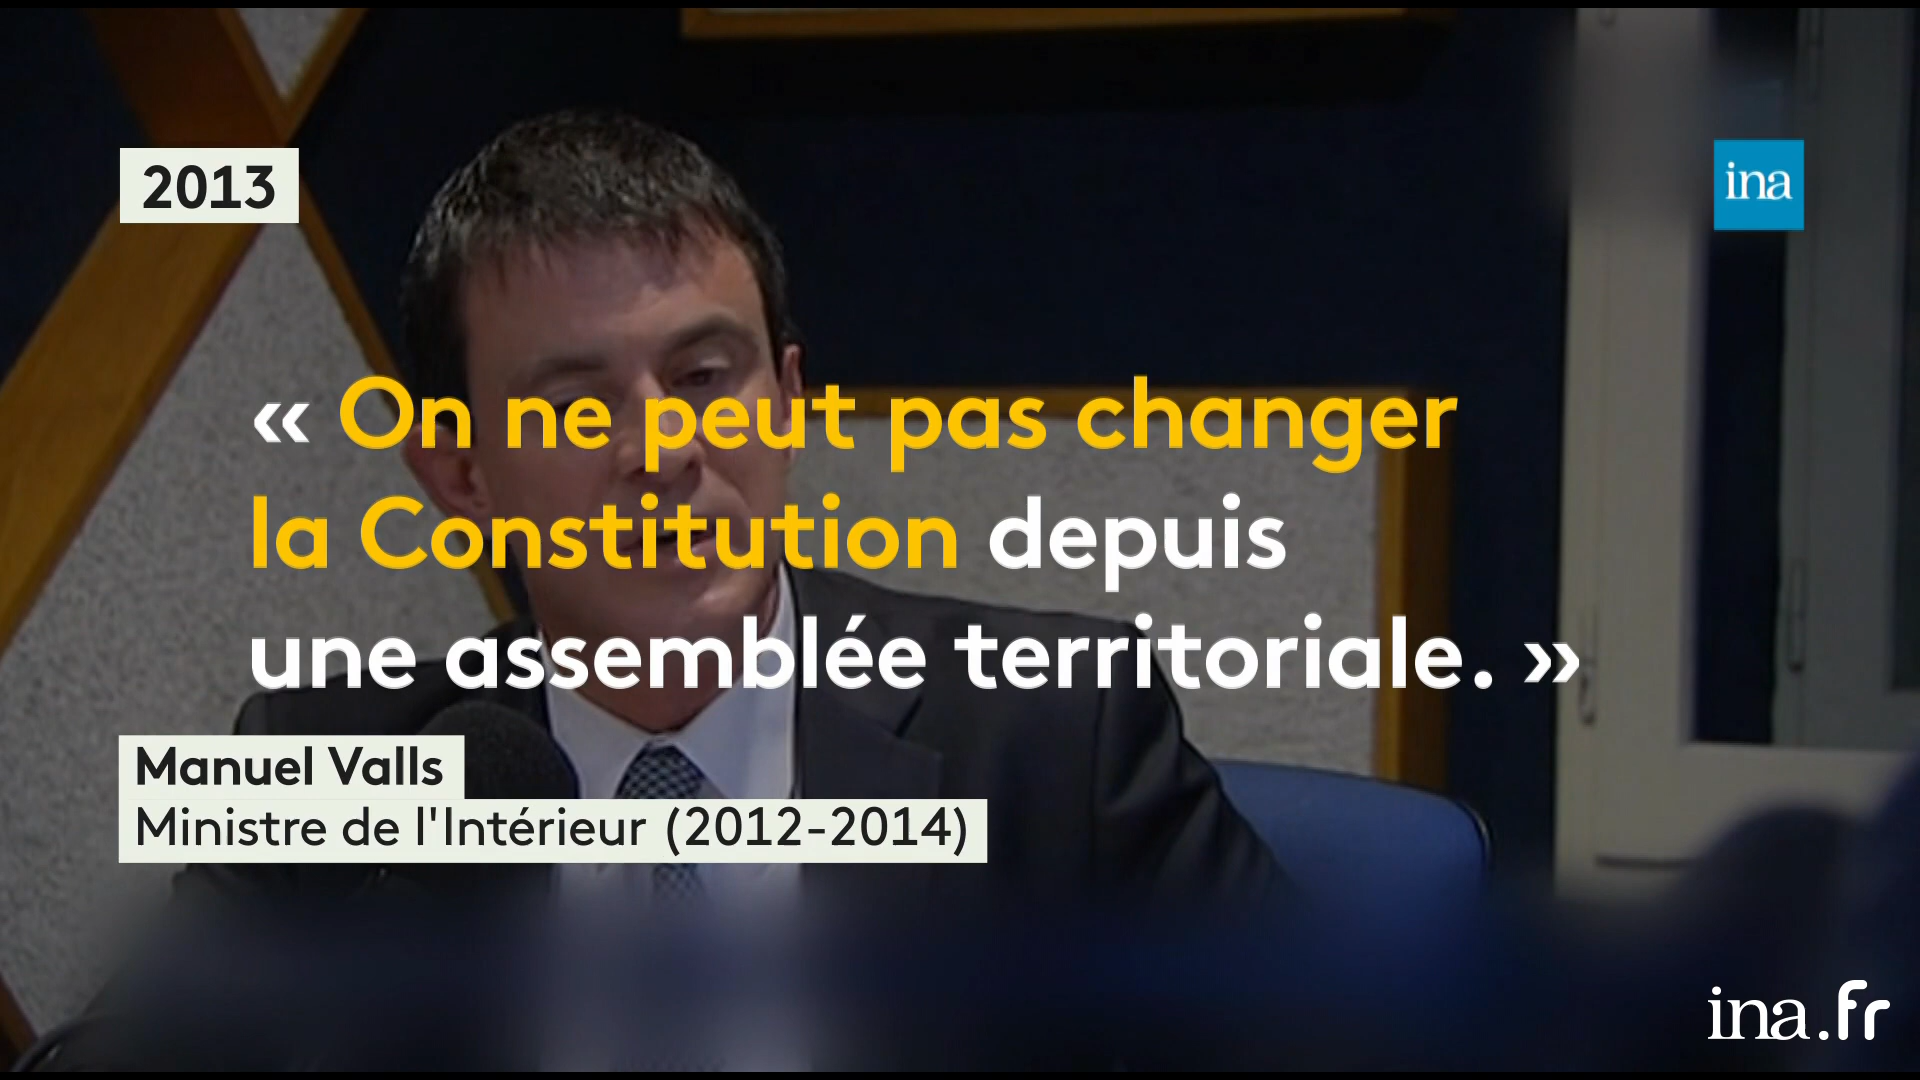 2013
ina
« On ne peut pas changer
la Constitution depuis
une assemblée territoriale. »
Manuel Valls
Ministre de l'Intérieur (2012-2014)
ina.fr